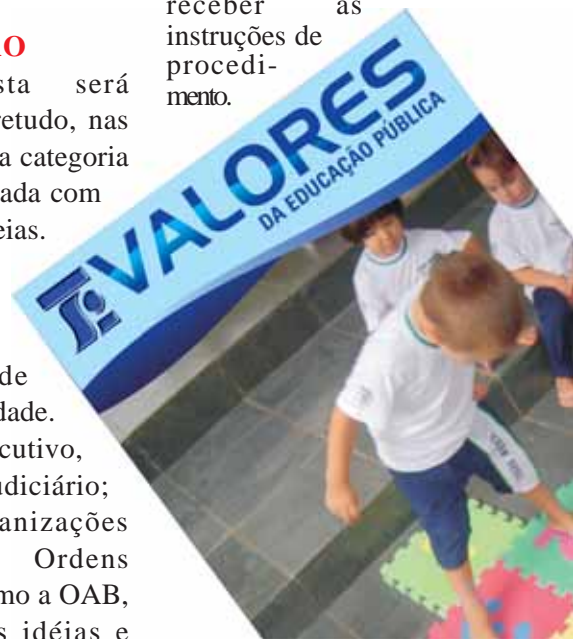 sta será
retudo, nas
a categoria
ada com
eias.
de
dade.
cutivo,
udiciário;
anizações
Ordens
mo a OAB,
s idéias e
receber as
instruções de
procedi-
mento.
VALORES
DA EDUCAÇÃO PÚBLICA